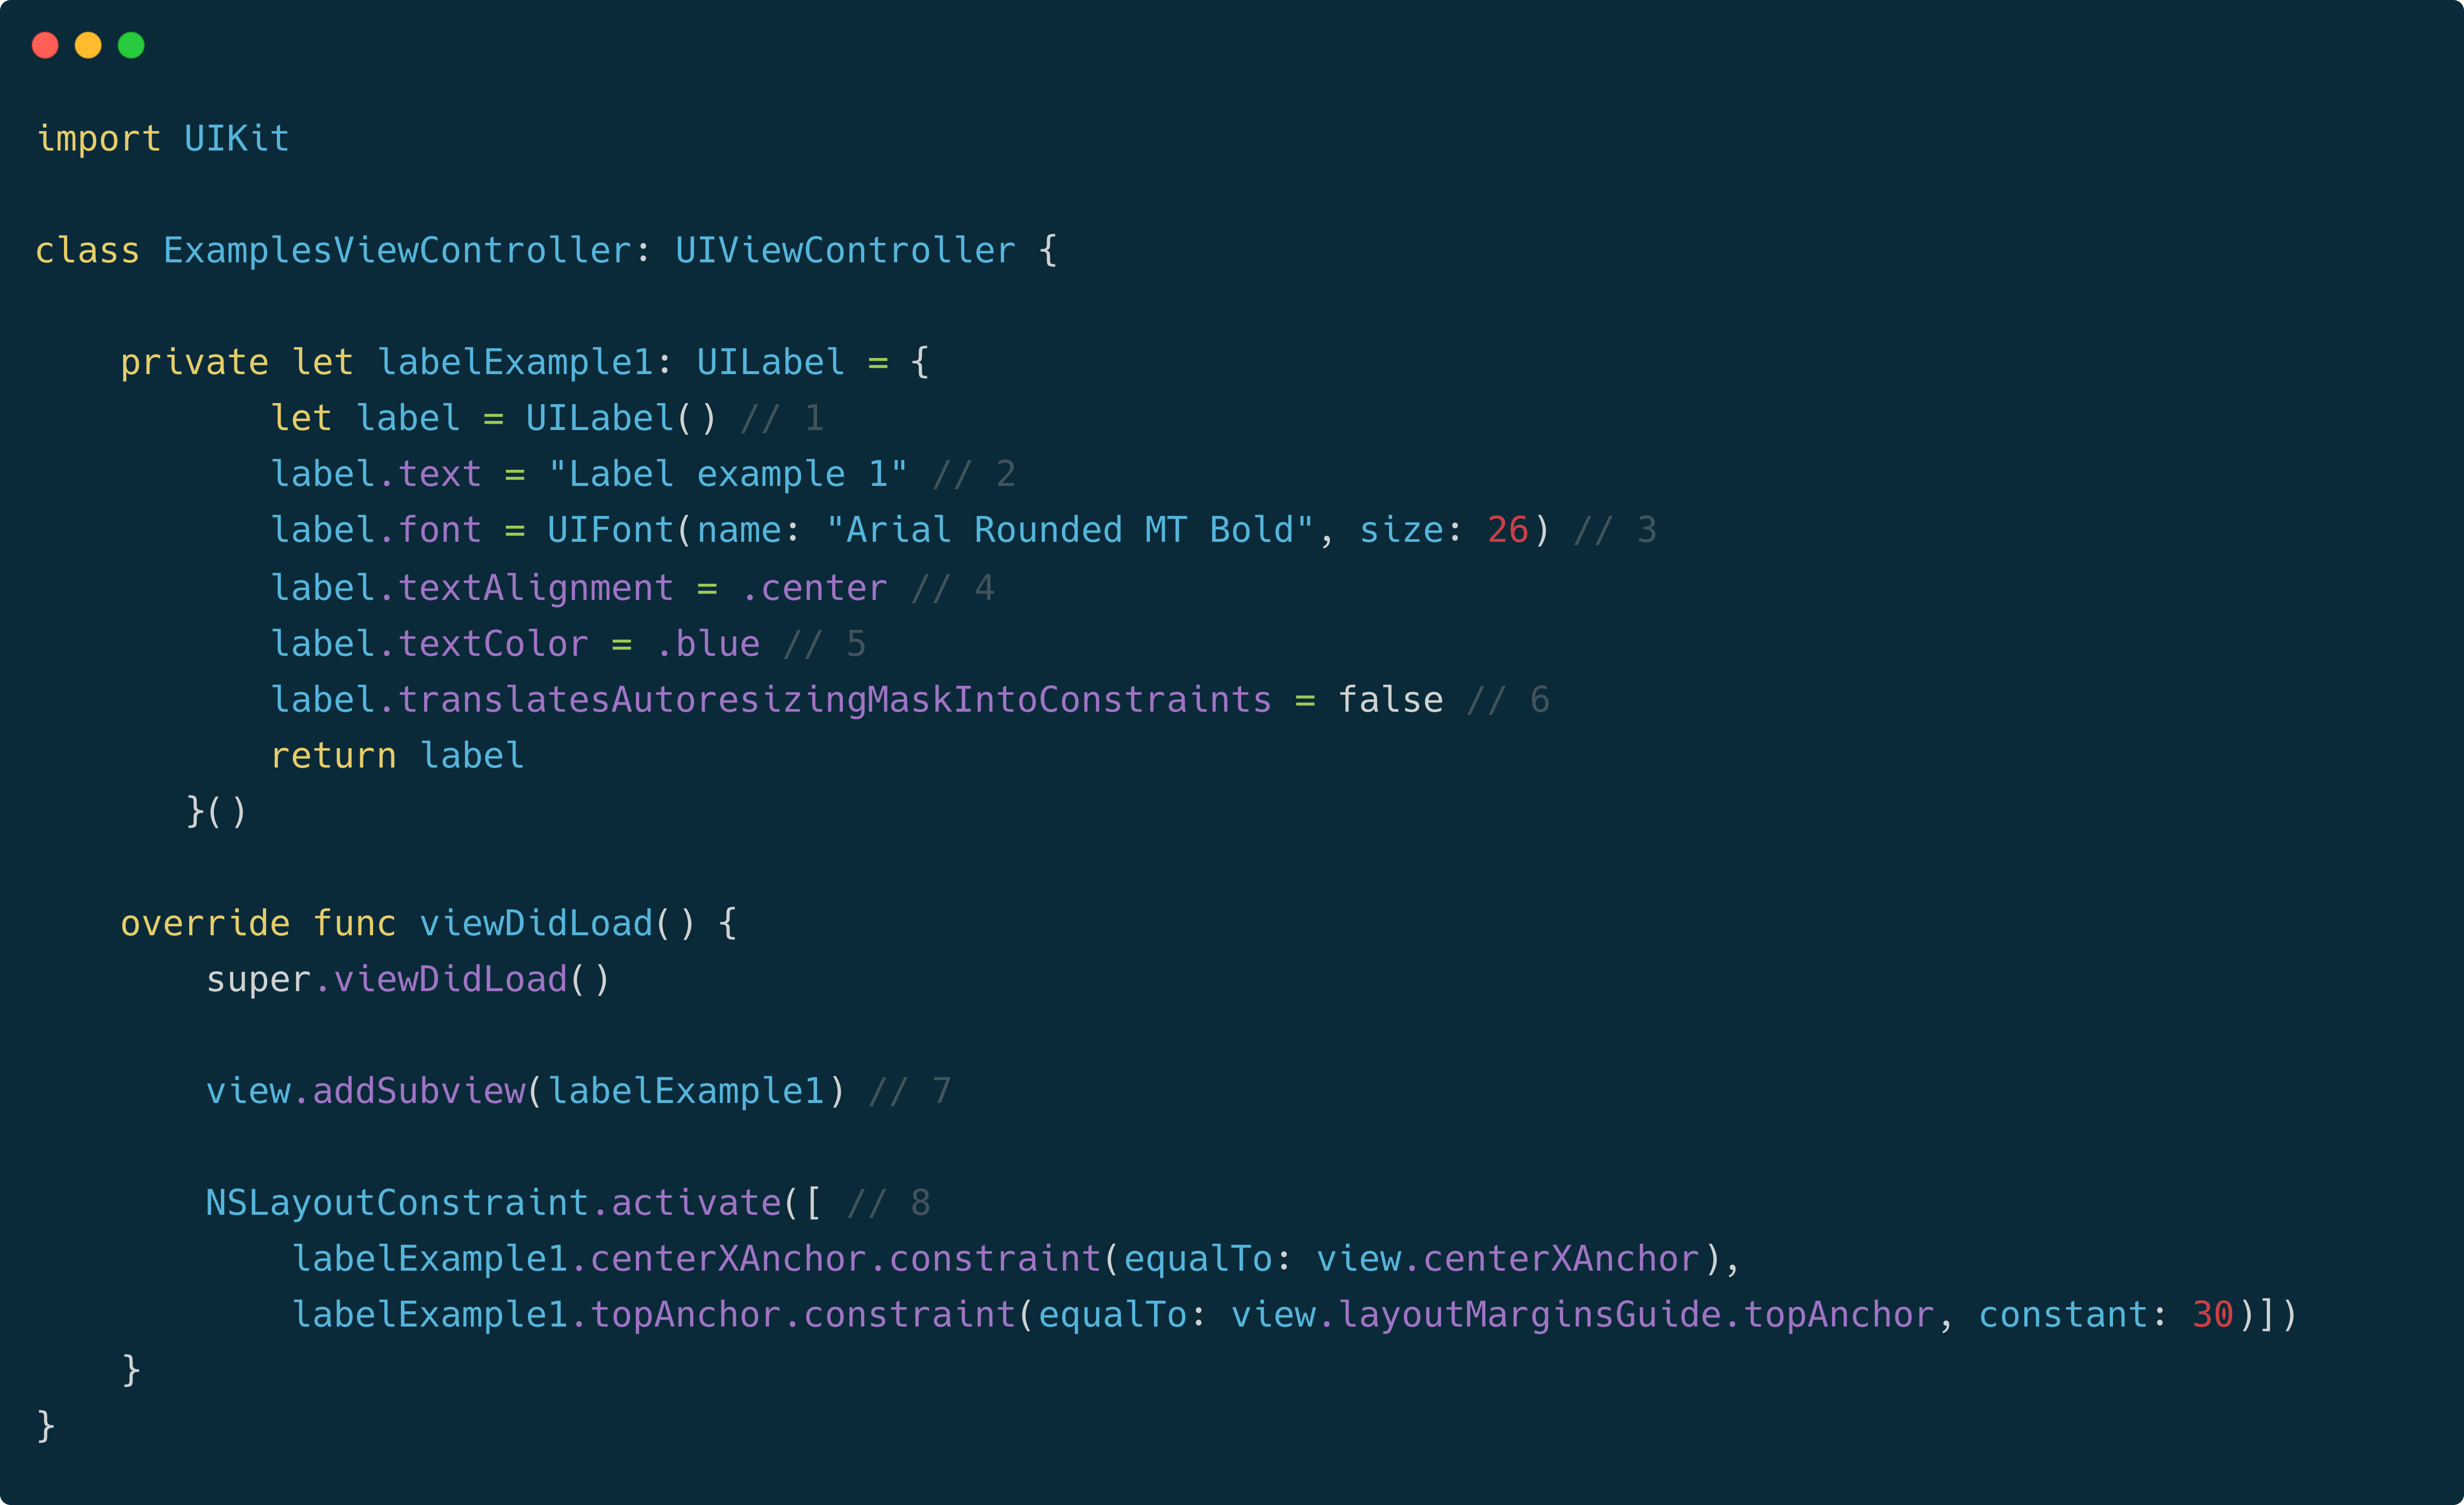 import UIKit
class ExamplesViewController: UIViewController {
    private let labelExample1: UILabel = {
           let label = UILabel() // 1
           label.text = "Label example 1" // 2
           label.font = UIFont(name: "Arial Rounded MT Bold", size: 26) // 3
           label.textAlignment = .center // 4
           label.textColor = .blue // 5
           label.translatesAutoresizingMaskIntoConstraints = false // 6
           return label
       }()
    override func viewDidLoad() {
        super.viewDidLoad()
        view.addSubview(labelExample1) // 7
        NSLayoutConstraint.activate([ // 8
            labelExample1.centerXAnchor.constraint(equalTo: view.centerXAnchor),
            labelExample1.topAnchor.constraint(equalTo: view.layoutMarginsGuide.topAnchor, constant: 30)])
    }
}